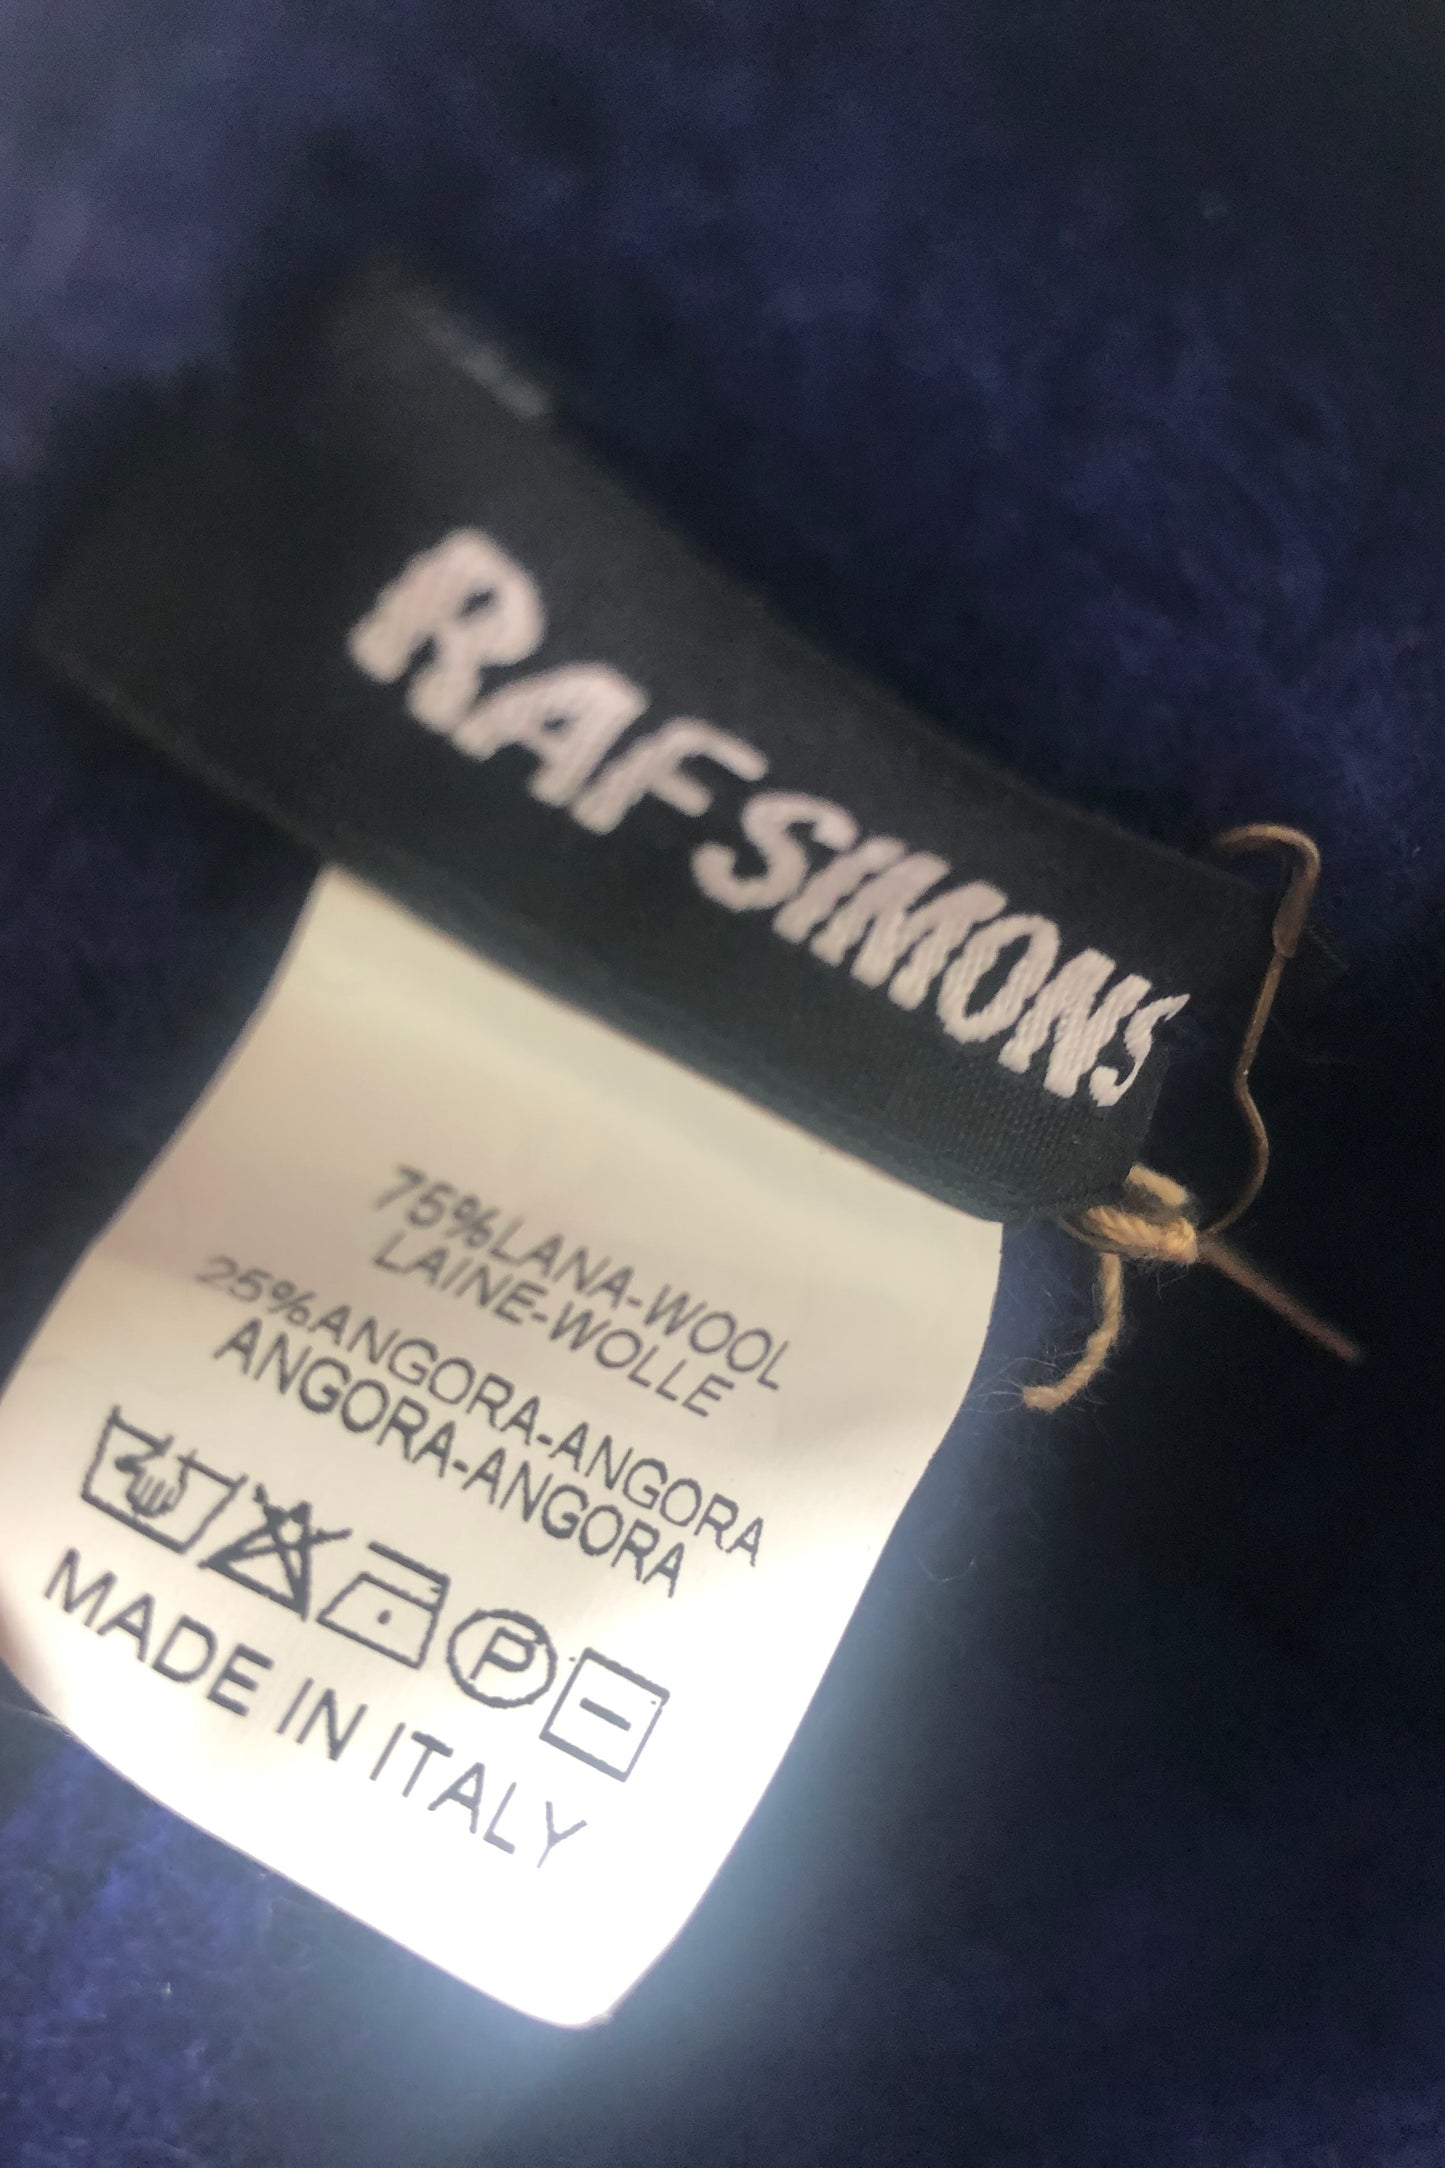 RAF SIMONS
75%LANA-WOOL
LAINE-WOLLE
25%ANGORA-ANGORA
ANGORA-ANGORA
P
MADE IN ITALY